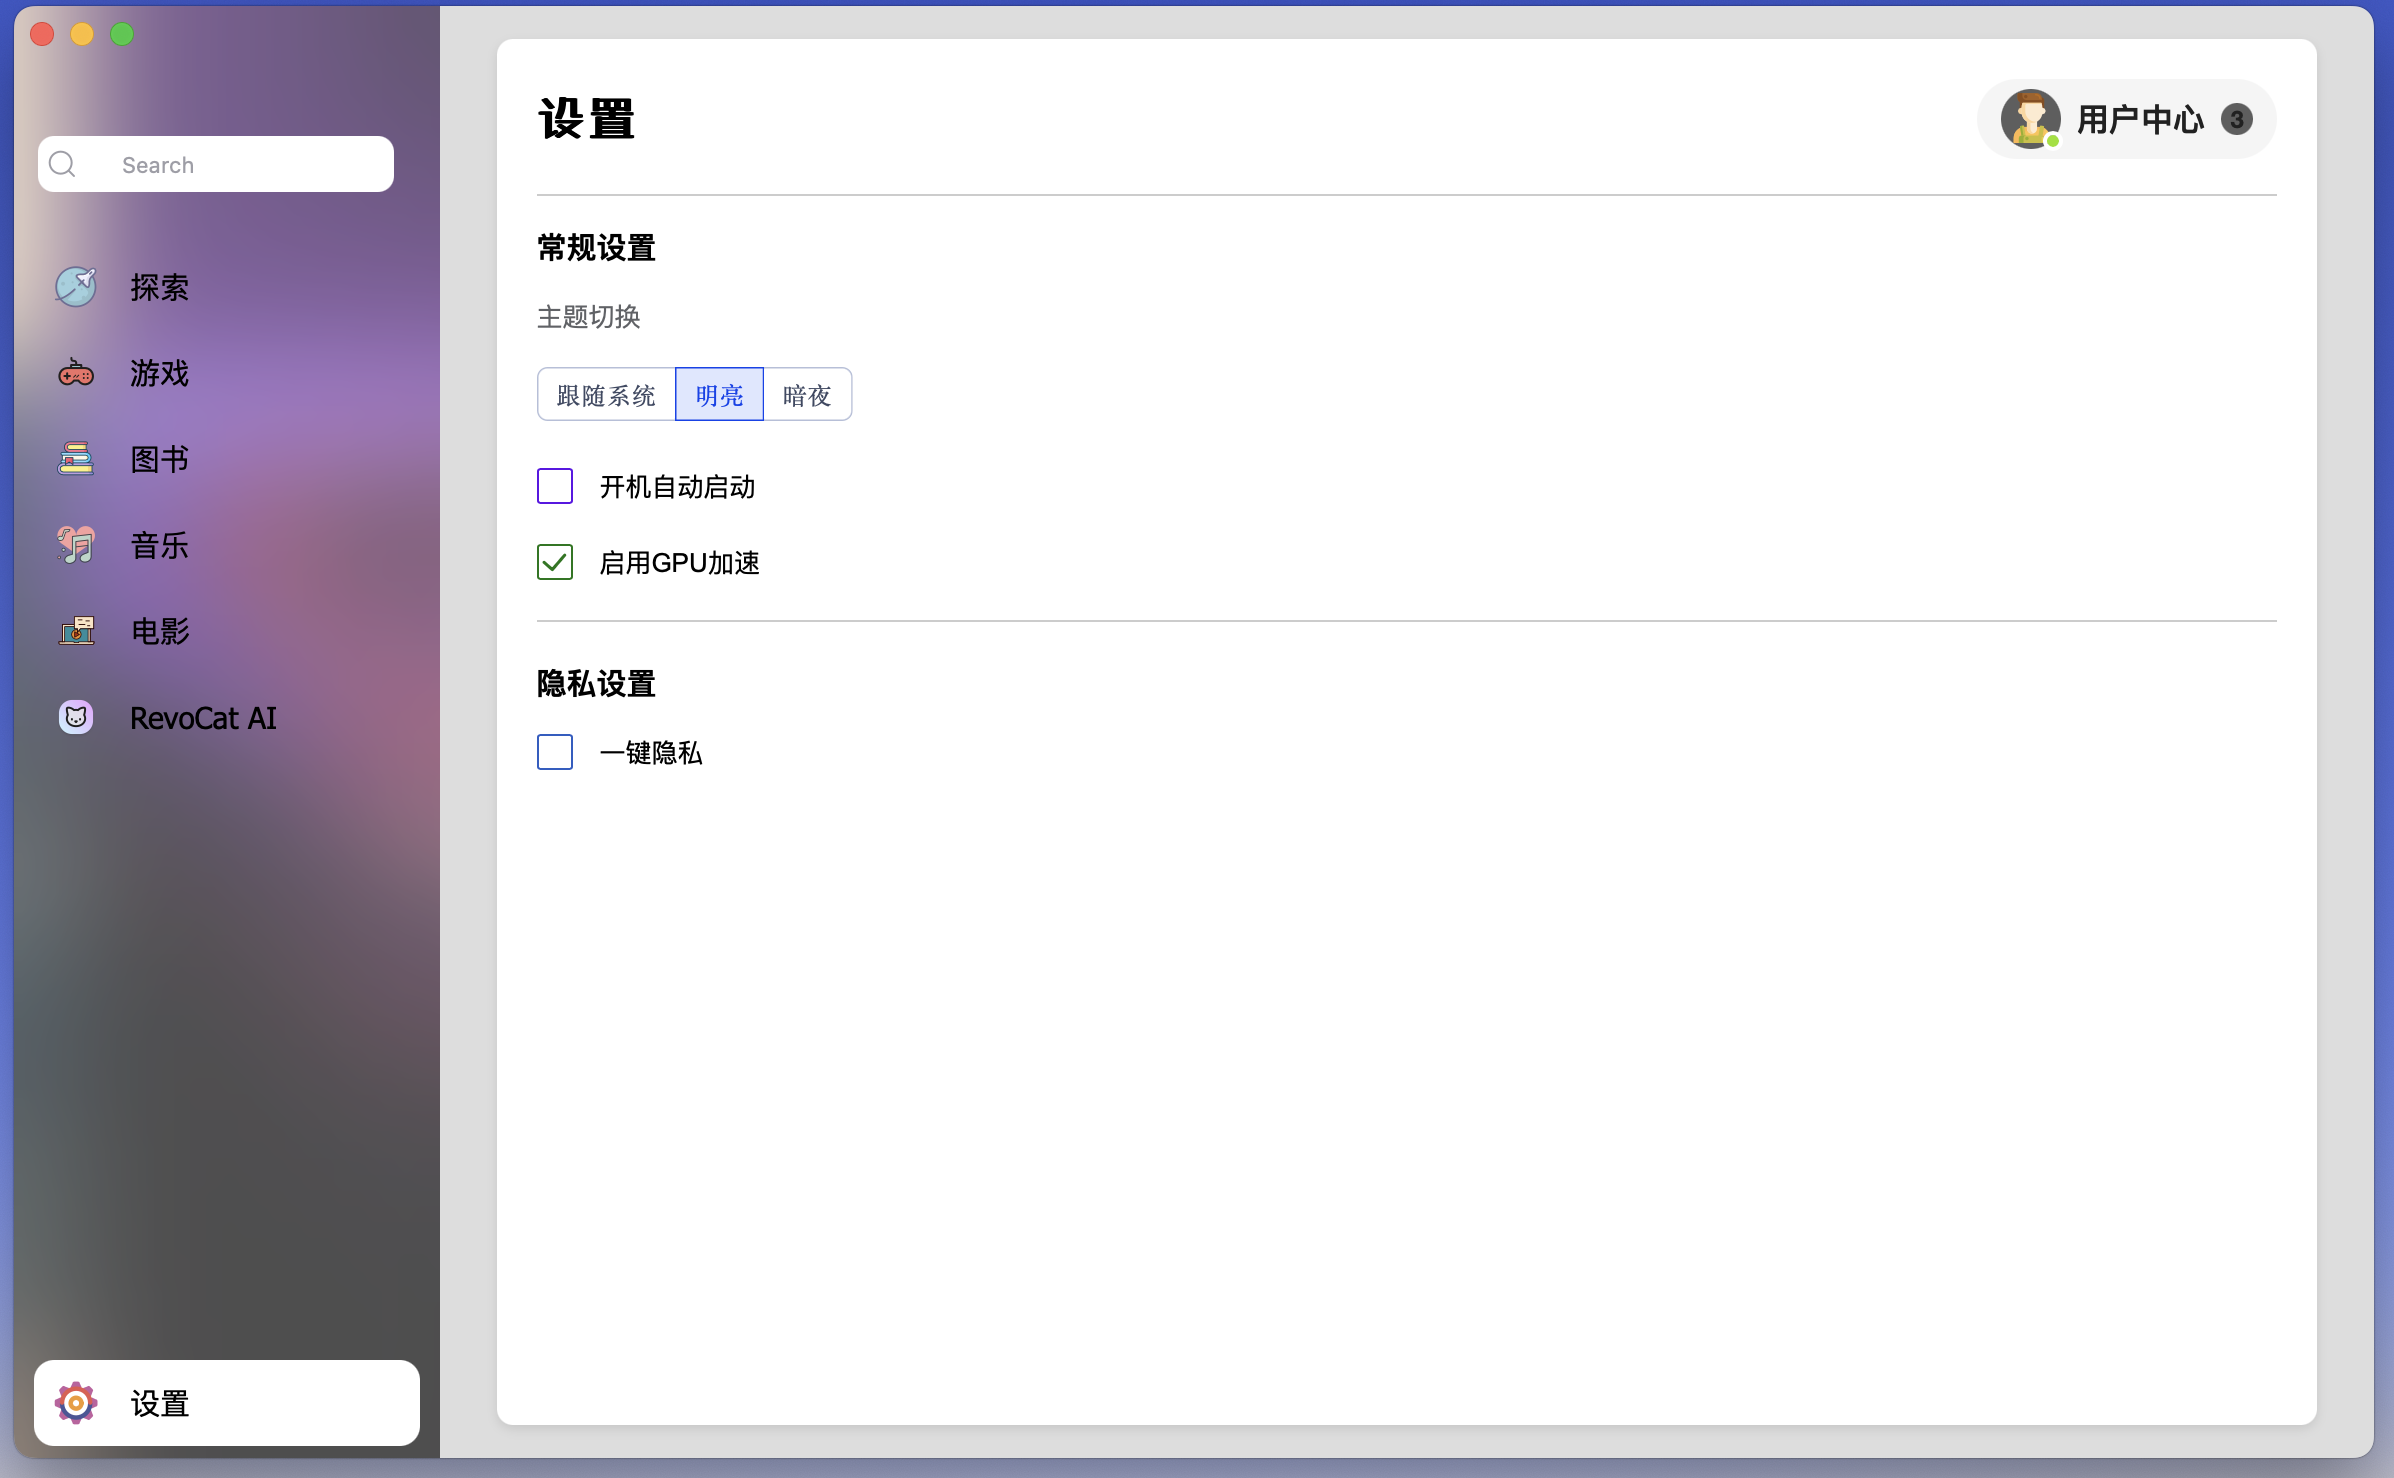 Search
探索
游戏
图书
音乐
电影
RevoCat AI
设置
设置
用户中心 3
常规设置
主题切换
跟随系统 明亮 暗夜
开机自动启动
启用GPU加速
隐私设置
一键隐私